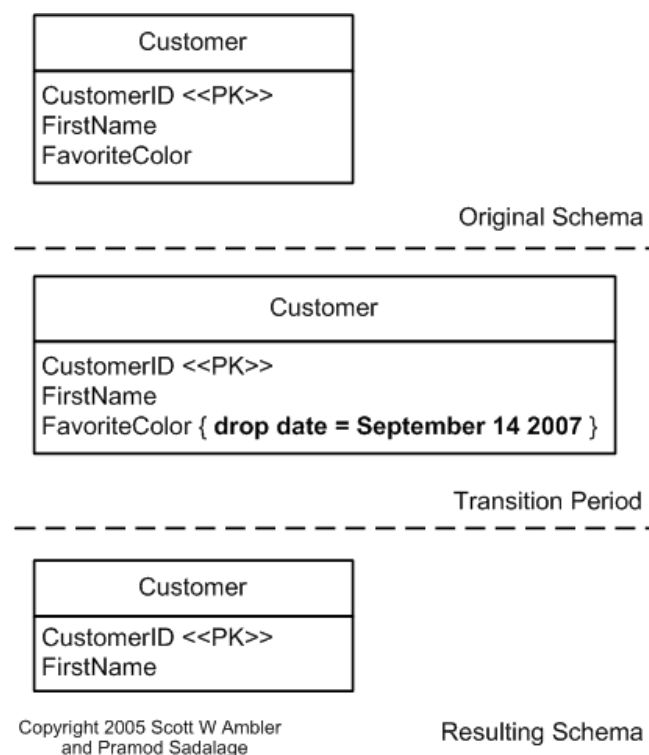 Customer
CustomerID <<PK>>
FirstName
FavoriteColor
Original Schema
Customer
CustomerID <<PK>>
FirstName
FavoriteColor { drop date = September 14 2007 }
Transition Period
Customer
CustomerID <<PK>>
FirstName
Copyright 2005 Scott W Ambler
and Pramod Sadalage
Resulting Schema